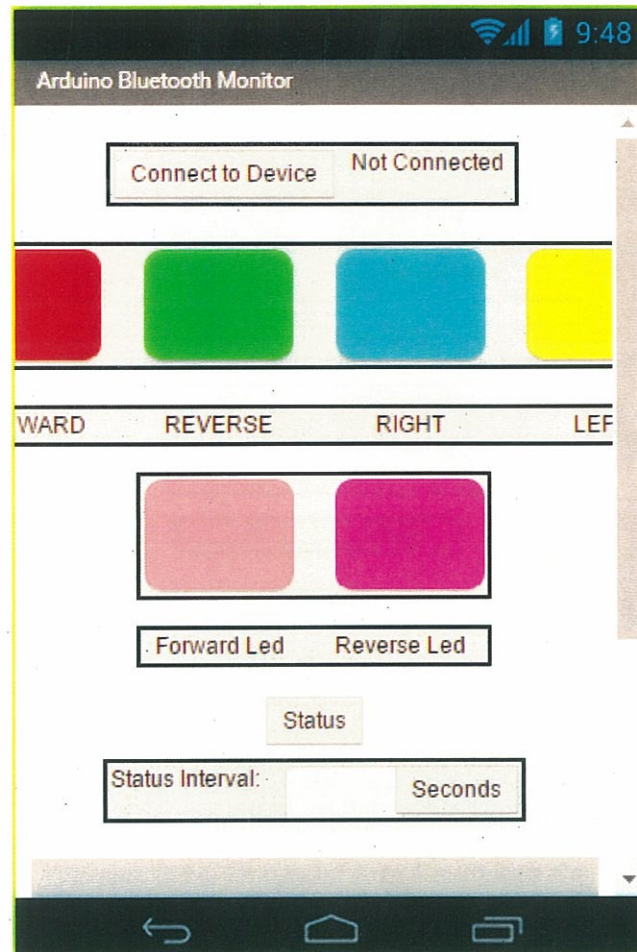 9:48
Arduino Bluetooth Monitor
Connect to Device Not Connected
WARD REVERSE RIGHT LEF
Forward Led Reverse Led
Status
Status Interval: Seconds